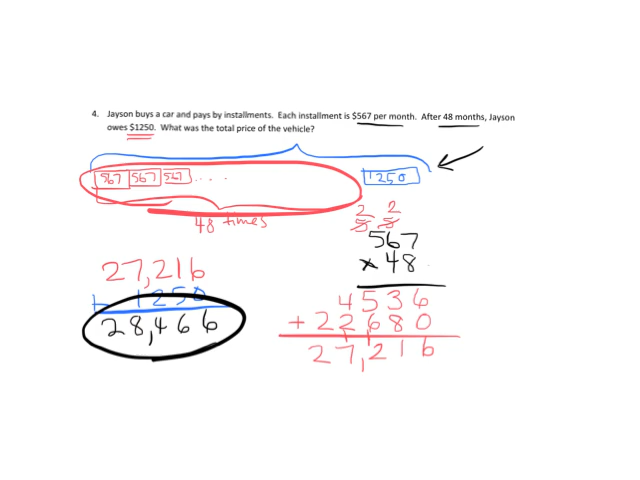 4. Jayson buys a car and pays by installments. Each installment is $567 per month. After 48 months, Jayson
owes $1250. What was the total price of the vehicle?
567 567 567 ....
1250
48 times
2 2
5 5
567
× 48
4536
+ 22680
27,216
27,216
+ 1250
28,466